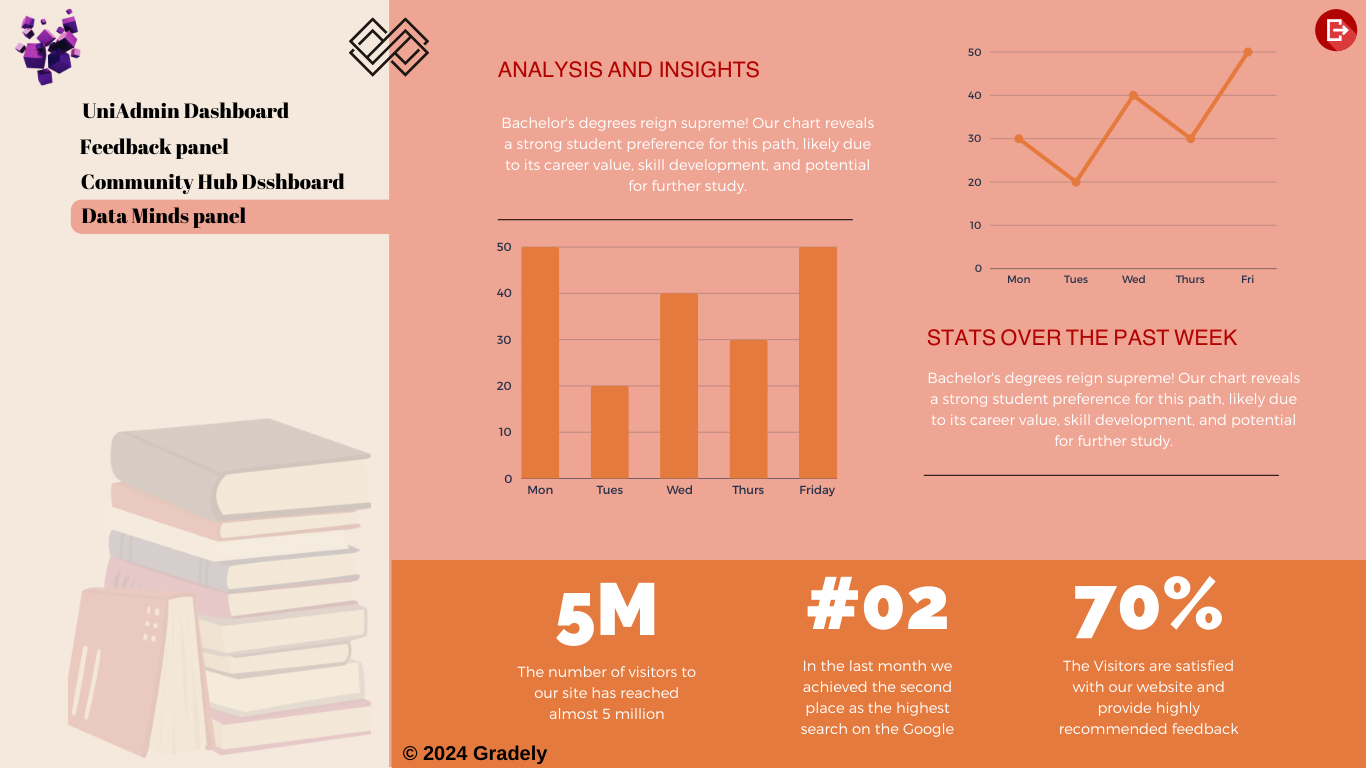 UniAdmin Dashboard
Feedback panel
Community Hub Dsshboard
Data Minds panel
ANALYSIS AND INSIGHTS
Bachelor's degrees reign supreme! Our chart reveals
a strong student preference for this path, likely due
to its career value, skill development, and potential
for further study.
50
40
30
20
10
0
Mon Tues Wed Thurs Friday
50
40
30
20
10
0
Mon Tues Wed Thurs Fri
STATS OVER THE PAST WEEK
Bachelor's degrees reign supreme! Our chart reveals
a strong student preference for this path, likely due
to its career value, skill development, and potential
for further study.
5M
The number of visitors to
our site has reached
almost 5 million
#02
In the last month we
achieved the second
place as the highest
search on the Google
70%
The Visitors are satisfied
with our website and
provide highly
recommended feedback
© 2024 Gradely